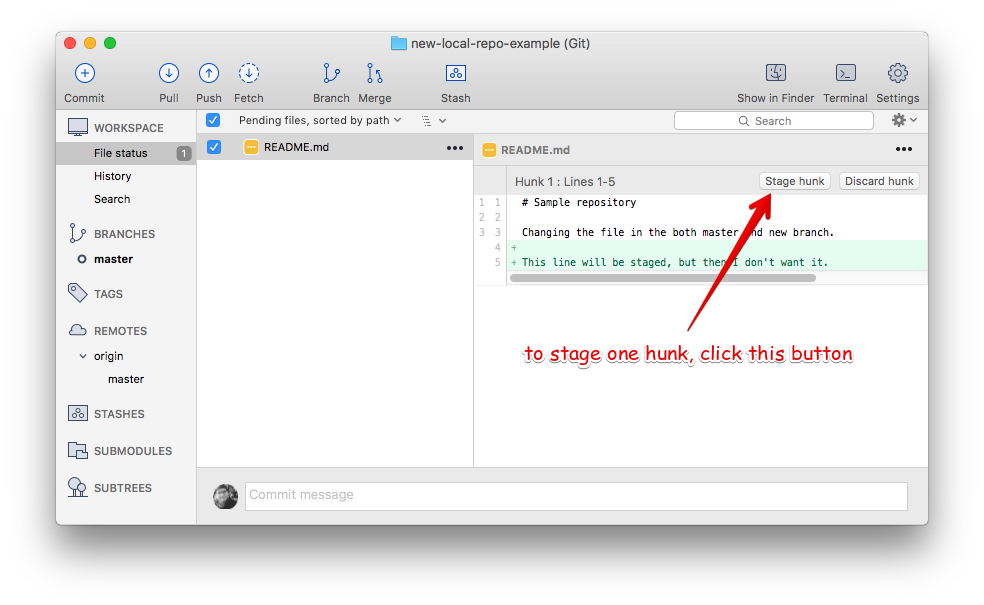 new-local-repo-example (Git)
Commit Pull Push Fetch Branch Merge Stash Show in Finder Terminal Settings
WORKSPACE
File status 1
History
Search
BRANCHES
master
TAGS
REMOTES
origin
master
STASHES
SUBMODULES
SUBTREES
Pending files, sorted by path
Search
README.md
README.md
Hunk 1 : Lines 1-5 Stage hunk Discard hunk
1 1 # Sample repository
2 2
3 3 Changing the file in the both master and new branch.
4 +
5 + This line will be staged, but then I don't want it.
to stage one hunk, click this button
Commit message